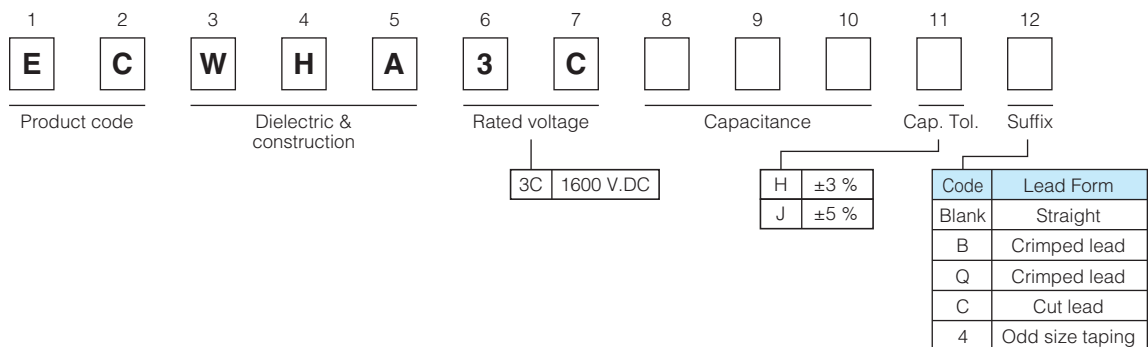 1 2 3 4 5 6 7 8 9 10 11 12
E C W H A 3 C
Product code Dielectric & Rated voltage Capacitance Cap. Tol. Suffix
construction
3C 1600 V.DC
H ±3 %
J ±5 %
Code Lead Form
Blank Straight
B Crimped lead
Q Crimped lead
C Cut lead
4 Odd size taping